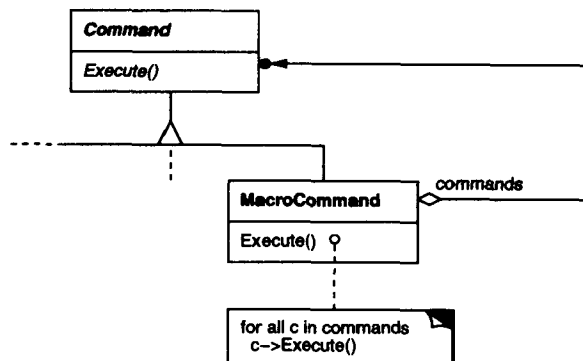 Command
Execute()
commands
MacroCommand
Execute()
for all c in commands
c->Execute()